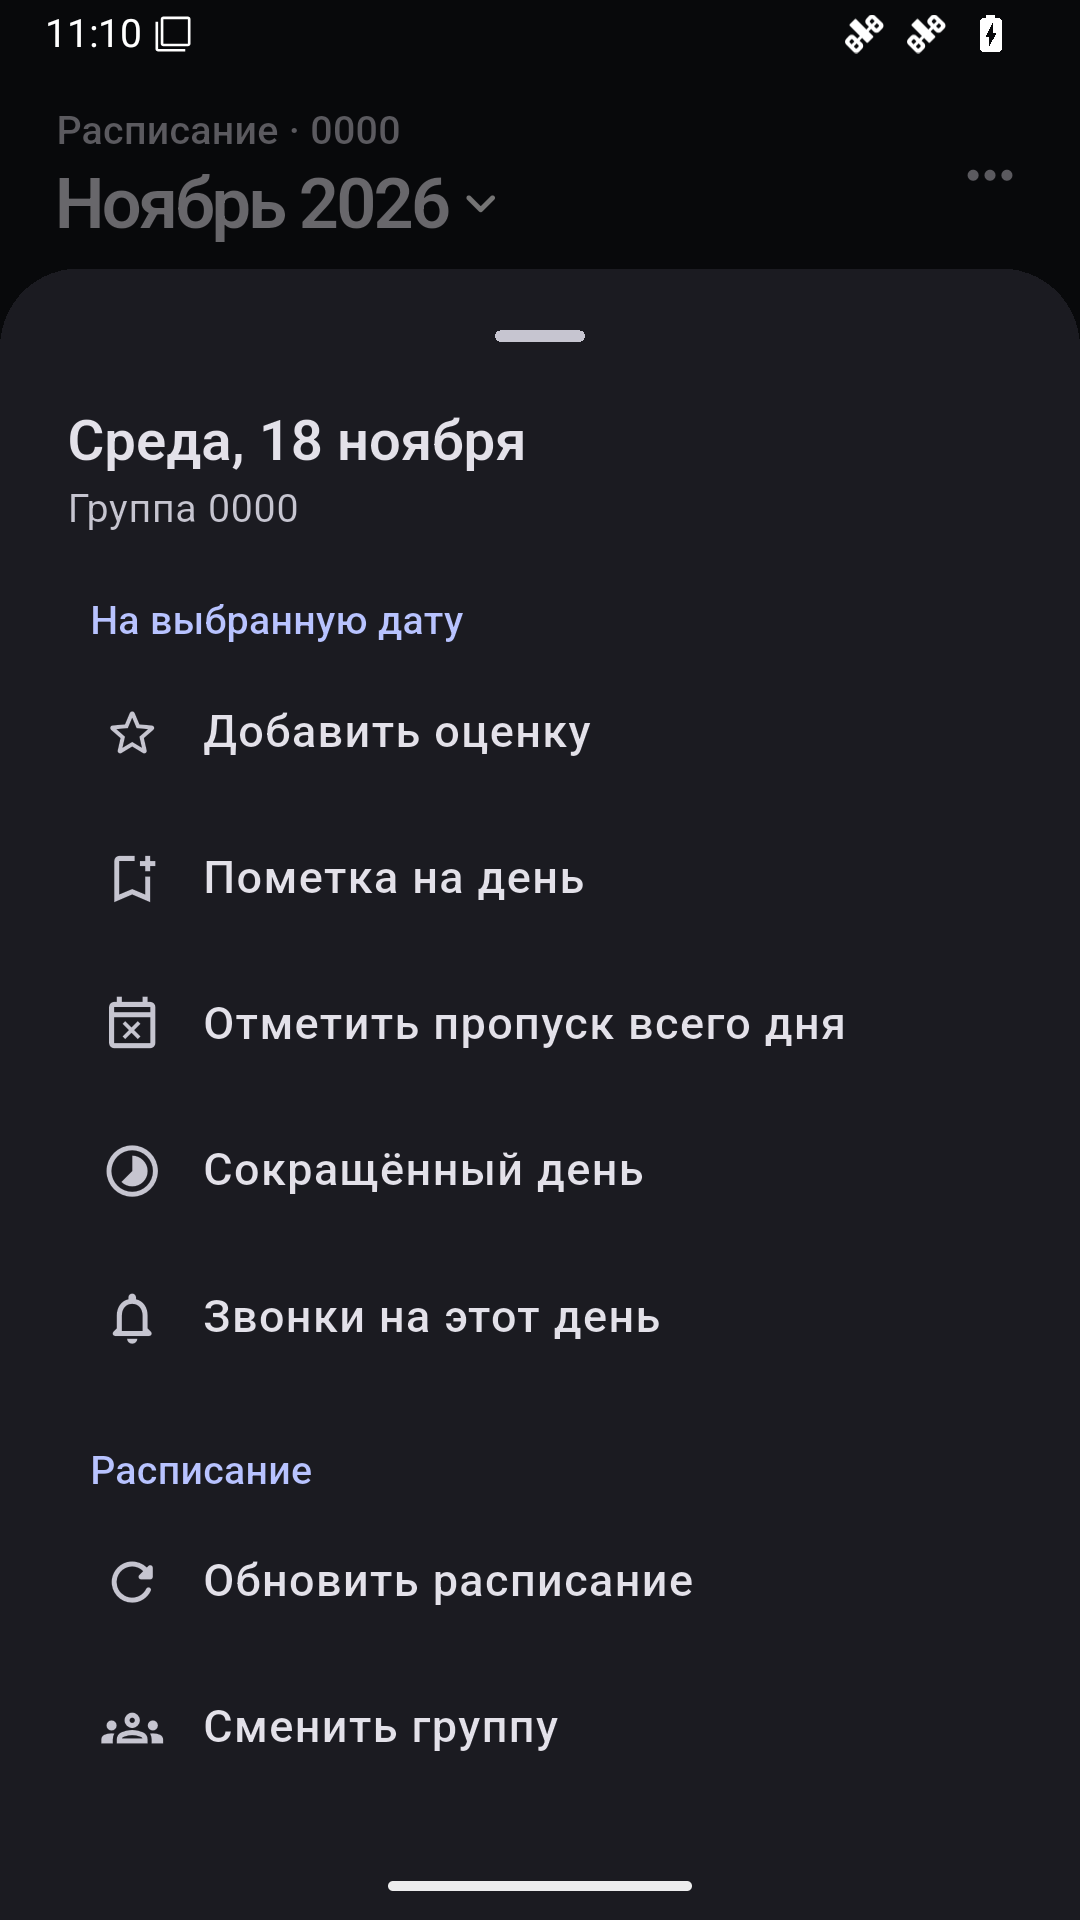 11:10
Расписание · 0000
Ноябрь 2026
Среда, 18 ноября
Группа 0000
На выбранную дату
Добавить оценку
Пометка на день
Отметить пропуск всего дня
Сокращённый день
Звонки на этот день
Расписание
Обновить расписание
Сменить группу